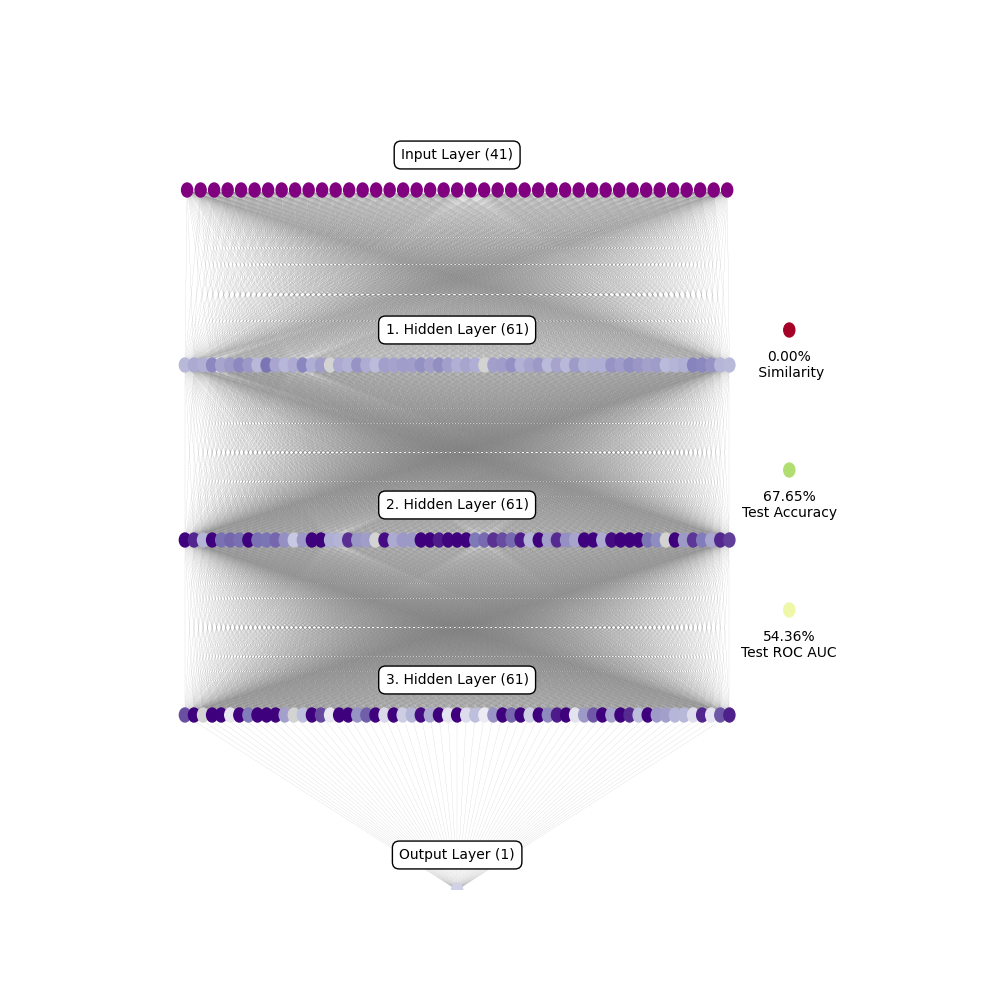 Input Layer (41)
1. Hidden Layer (61)
0.00%
Similarity
67.65%
Test Accuracy
2. Hidden Layer (61)
54.36%
Test ROC AUC
3. Hidden Layer (61)
Output Layer (1)